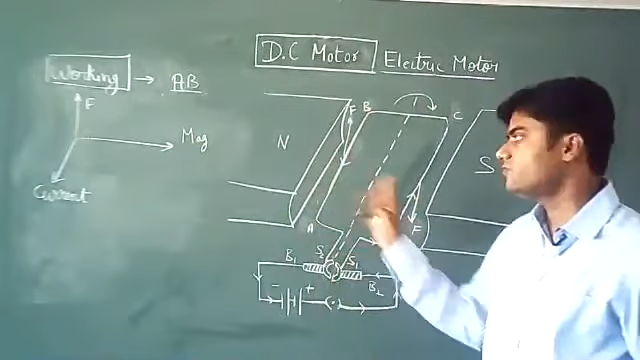 D.C Motor Electric Motor
Working → AB
F
Mag
Current
N
F
B
C
S
A
F
S₂
S₁
B₁
B₂
- +